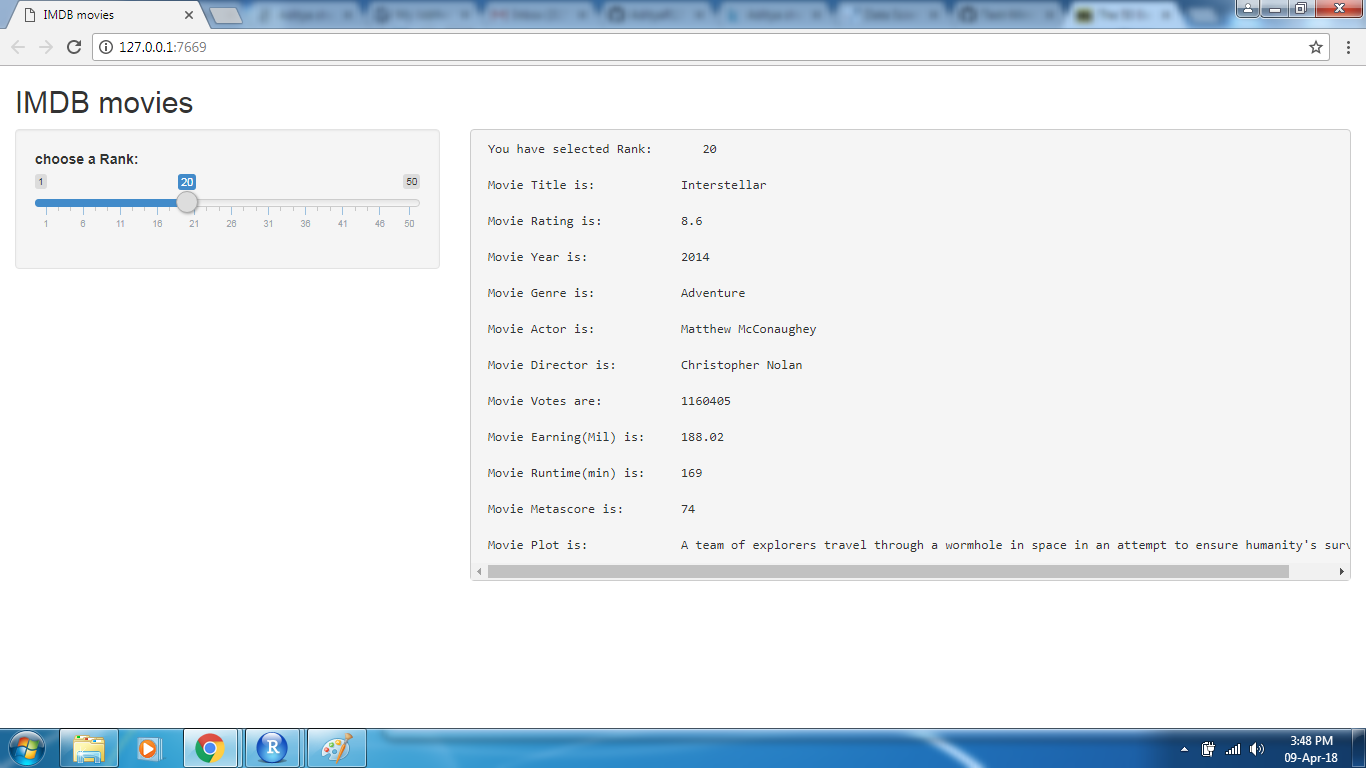 IMDB movies
127.0.0.1:7669
IMDB movies
choose a Rank:
1 20 50
1 6 11 16 21 26 31 36 41 46 50
You have selected Rank: 20
Movie Title is: Interstellar
Movie Rating is: 8.6
Movie Year is: 2014
Movie Genre is: Adventure
Movie Actor is: Matthew McConaughey
Movie Director is: Christopher Nolan
Movie Votes are: 1160405
Movie Earning(Mil) is: 188.02
Movie Runtime(min) is: 169
Movie Metascore is: 74
Movie Plot is: A team of explorers travel through a wormhole in space in an attempt to ensure humanity's surv
R
3:48 PM
09-Apr-18